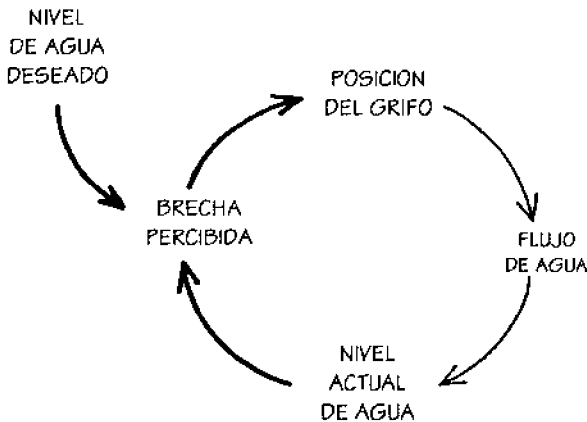 NIVEL
DE AGUA
DESEADO
POSICION
DEL GRIFO
BRECHA
PERCIBIDA
FLUJO
DE AGUA
NIVEL
ACTUAL
DE AGUA